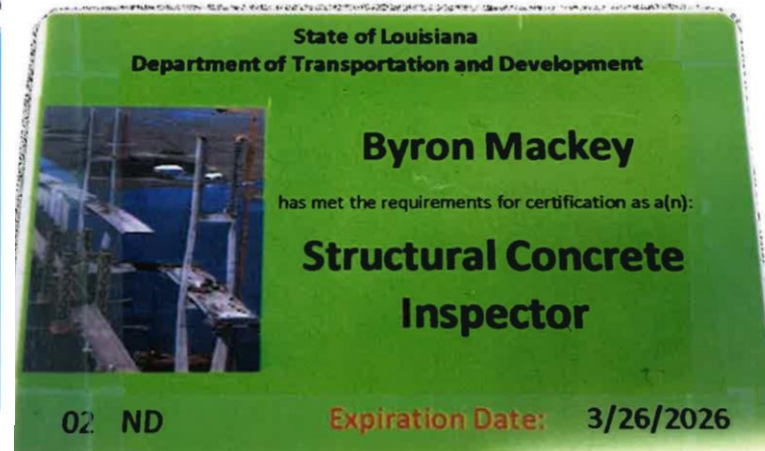 State of Louisiana
Department of Transportation and Development
Byron Mackey
has met the requirements for certification as a(n):
Structural Concrete
Inspector
02 ND Expiration Date: 3/26/2026